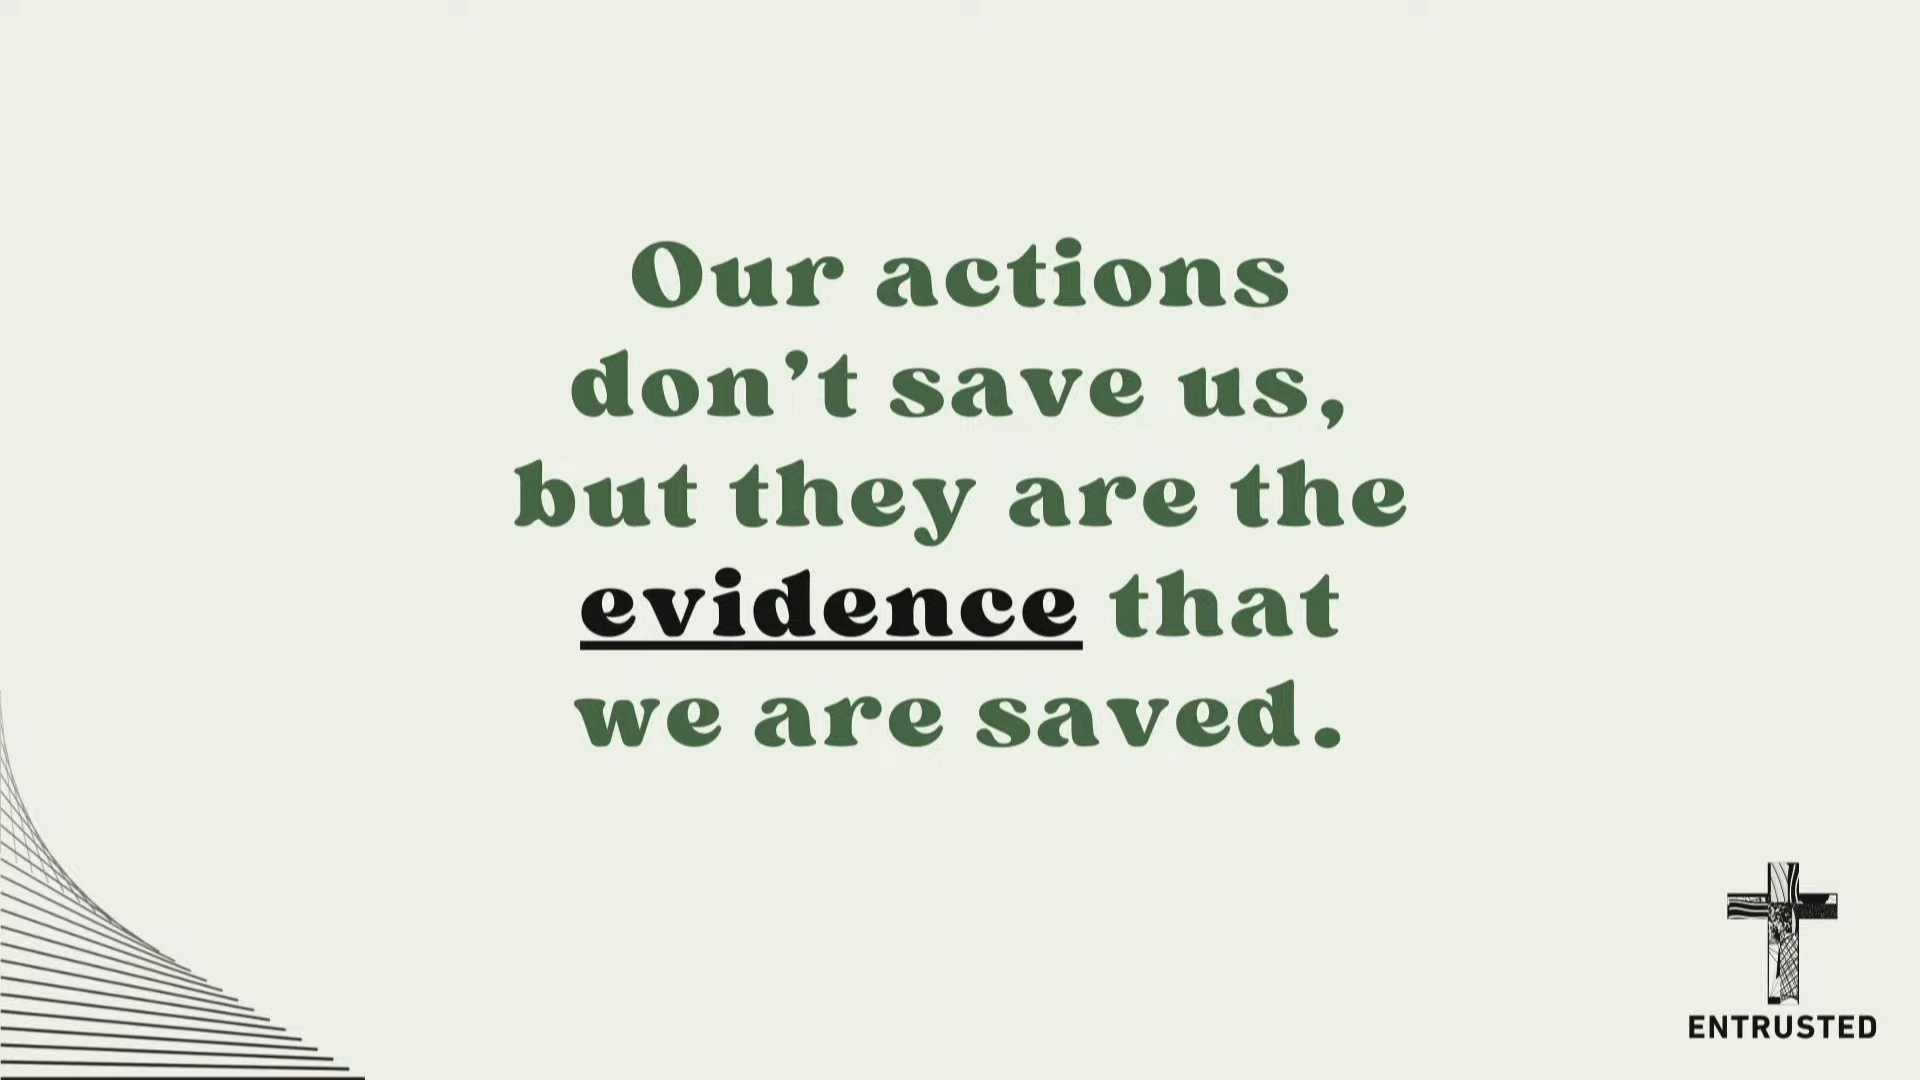 Our actions
don’t save us,
but they are the
evidence that
we are saved.
ENTRUSTED